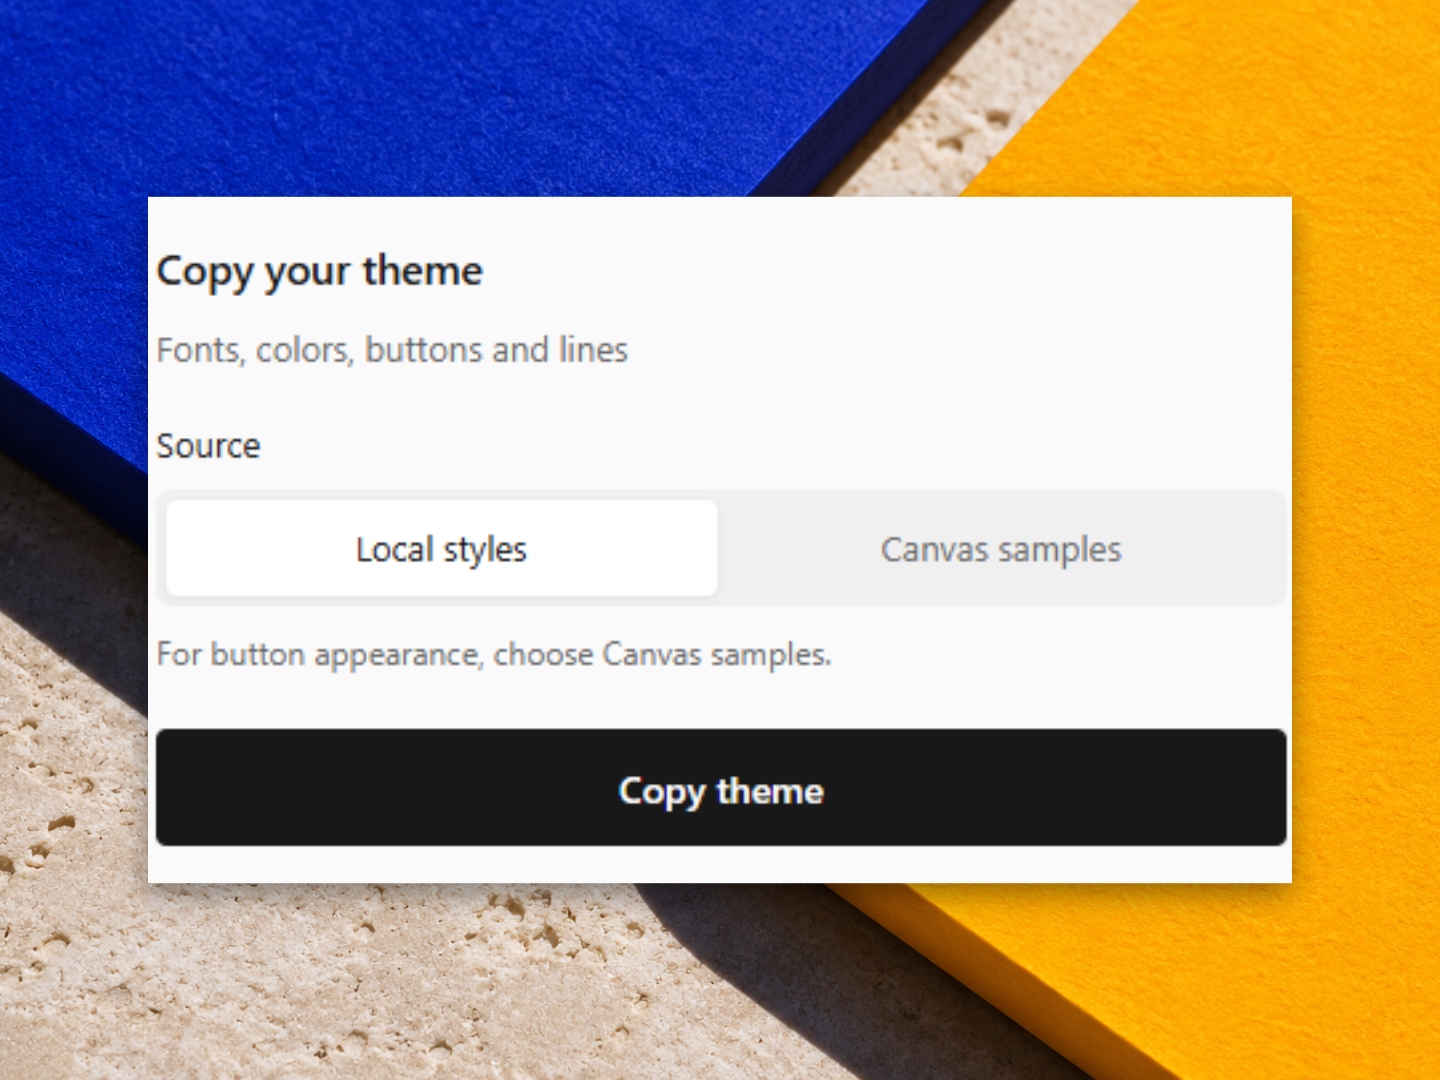 Copy your theme
Fonts, colors, buttons and lines
Source
Local styles
Canvas samples
For button appearance, choose Canvas samples.
Copy theme